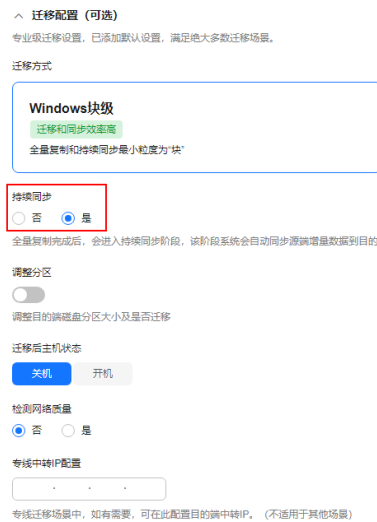 迁移配置（可选）
专业级迁移设置，已添加默认设置，满足绝大多数迁移场景。
迁移方式
Windows块级
迁移和同步效率高
全量复制和持续同步最小粒度为“块”
持续同步
否 是
全量复制完成后，会进入持续同步阶段，该阶段系统会自动同步源端增量数据到目的
调整分区
调整目的端磁盘分区大小及是否迁移
迁移后主机状态
关机 开机
检测网络质量
否 是
专线中转IP配置
专线迁移场景中，如有需要，可在此配置目的端中转IP。（不适用于其他场景）